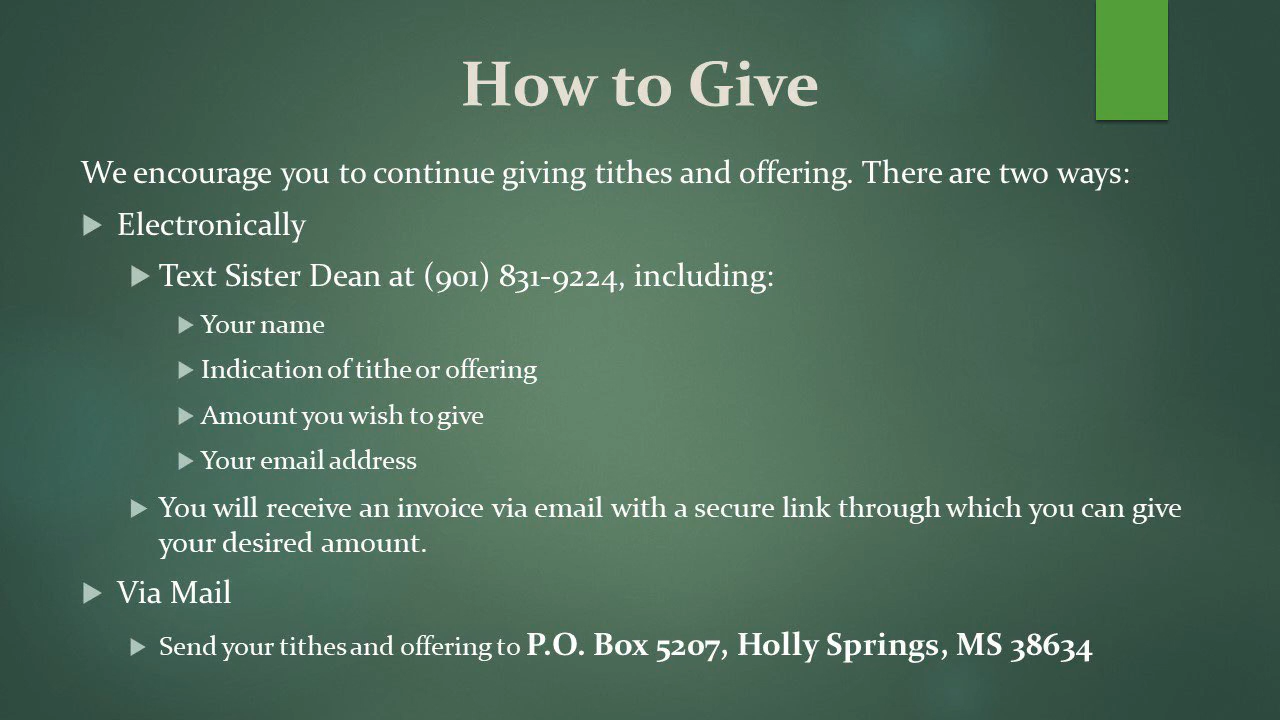 How to Give
We encourage you to continue giving tithes and offering. There are two ways:
Electronically
Text Sister Dean at (901) 831-9224, including:
Your name
Indication of tithe or offering
Amount you wish to give
Your email address
You will receive an invoice via email with a secure link through which you can give
your desired amount.
Via Mail
Send your tithes and offering to P.O. Box 5207, Holly Springs, MS 38634